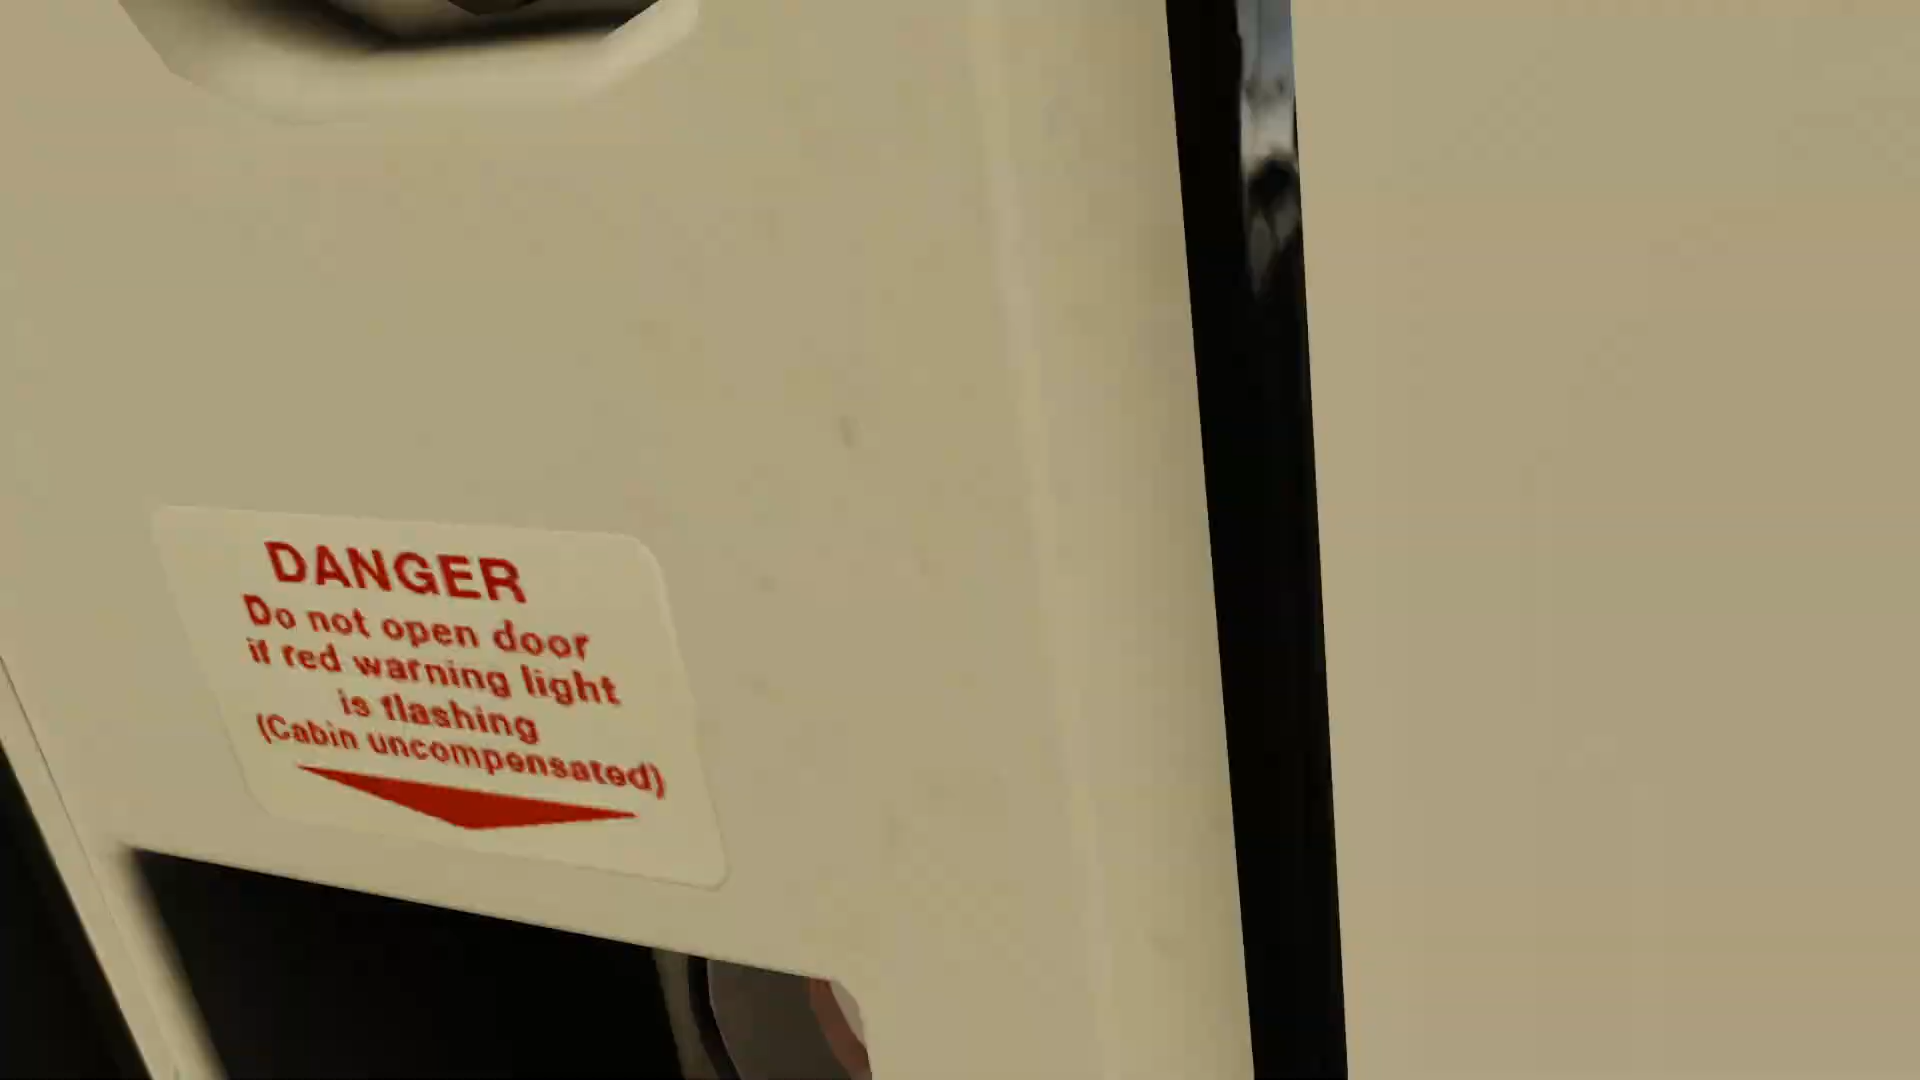 DANGER
Do not open door
if red warning light
is flashing
(Cabin uncompensated)